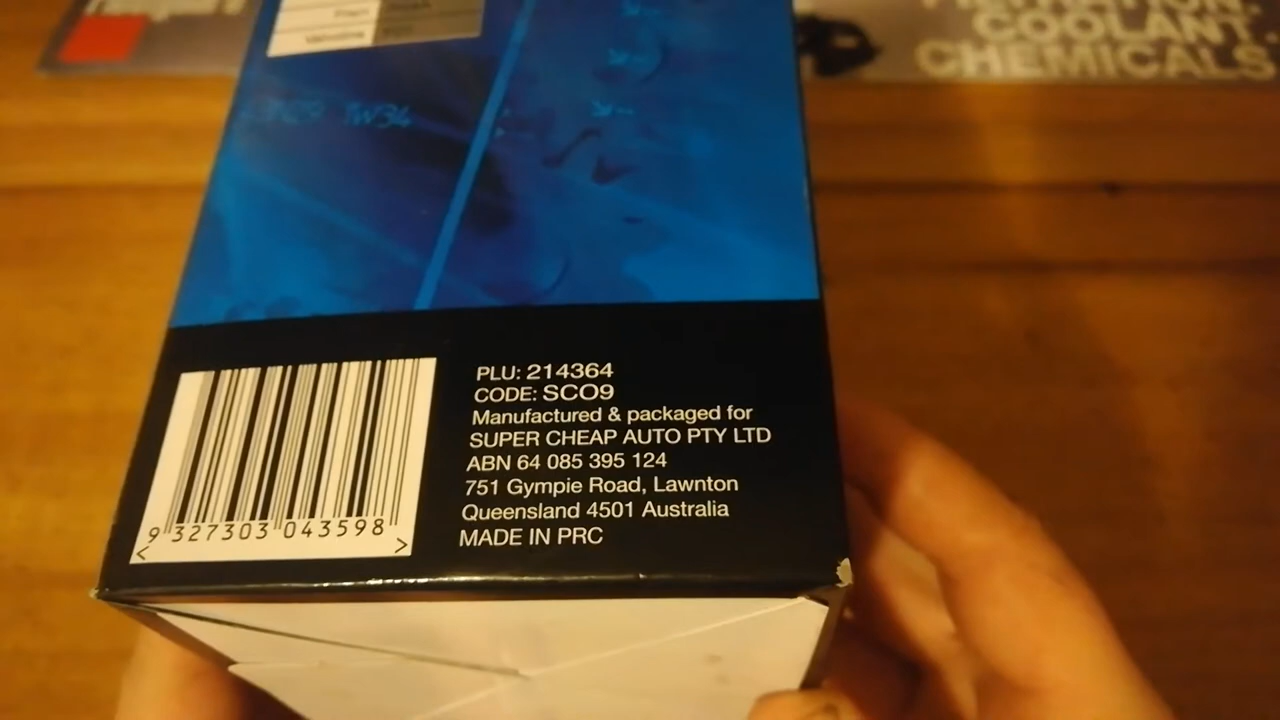 FILTRATION.
COOLANT.
CHEMICALS.
PLU: 214364
CODE: SCO9
Manufactured & packaged for
SUPER CHEAP AUTO PTY LTD
ABN 64 085 395 124
751 Gympie Road, Lawnton
Queensland 4501 Australia
MADE IN PRC
9 327303 043598 >
<